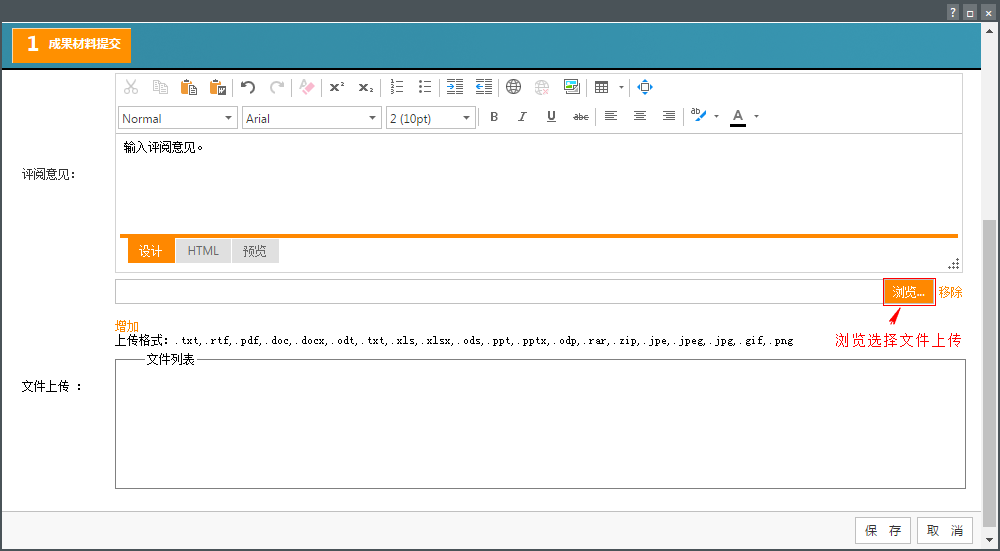 1 成果材料提交
Normal Arial 2 (10pt) B I U abc ab A
输入评阅意见。
评阅意见：
设计 HTML 预览
浏览... 移除
增加
上传格式：.txt,.rtf,.pdf,.doc,.docx,.odt,.txt,.xls,.xlsx,.ods,.ppt,.pptx,.odp,.rar,.zip,.jpe,.jpeg,.jpg,.gif,.png
浏览选择文件上传
文件列表
文件上传 ：
保 存 取 消